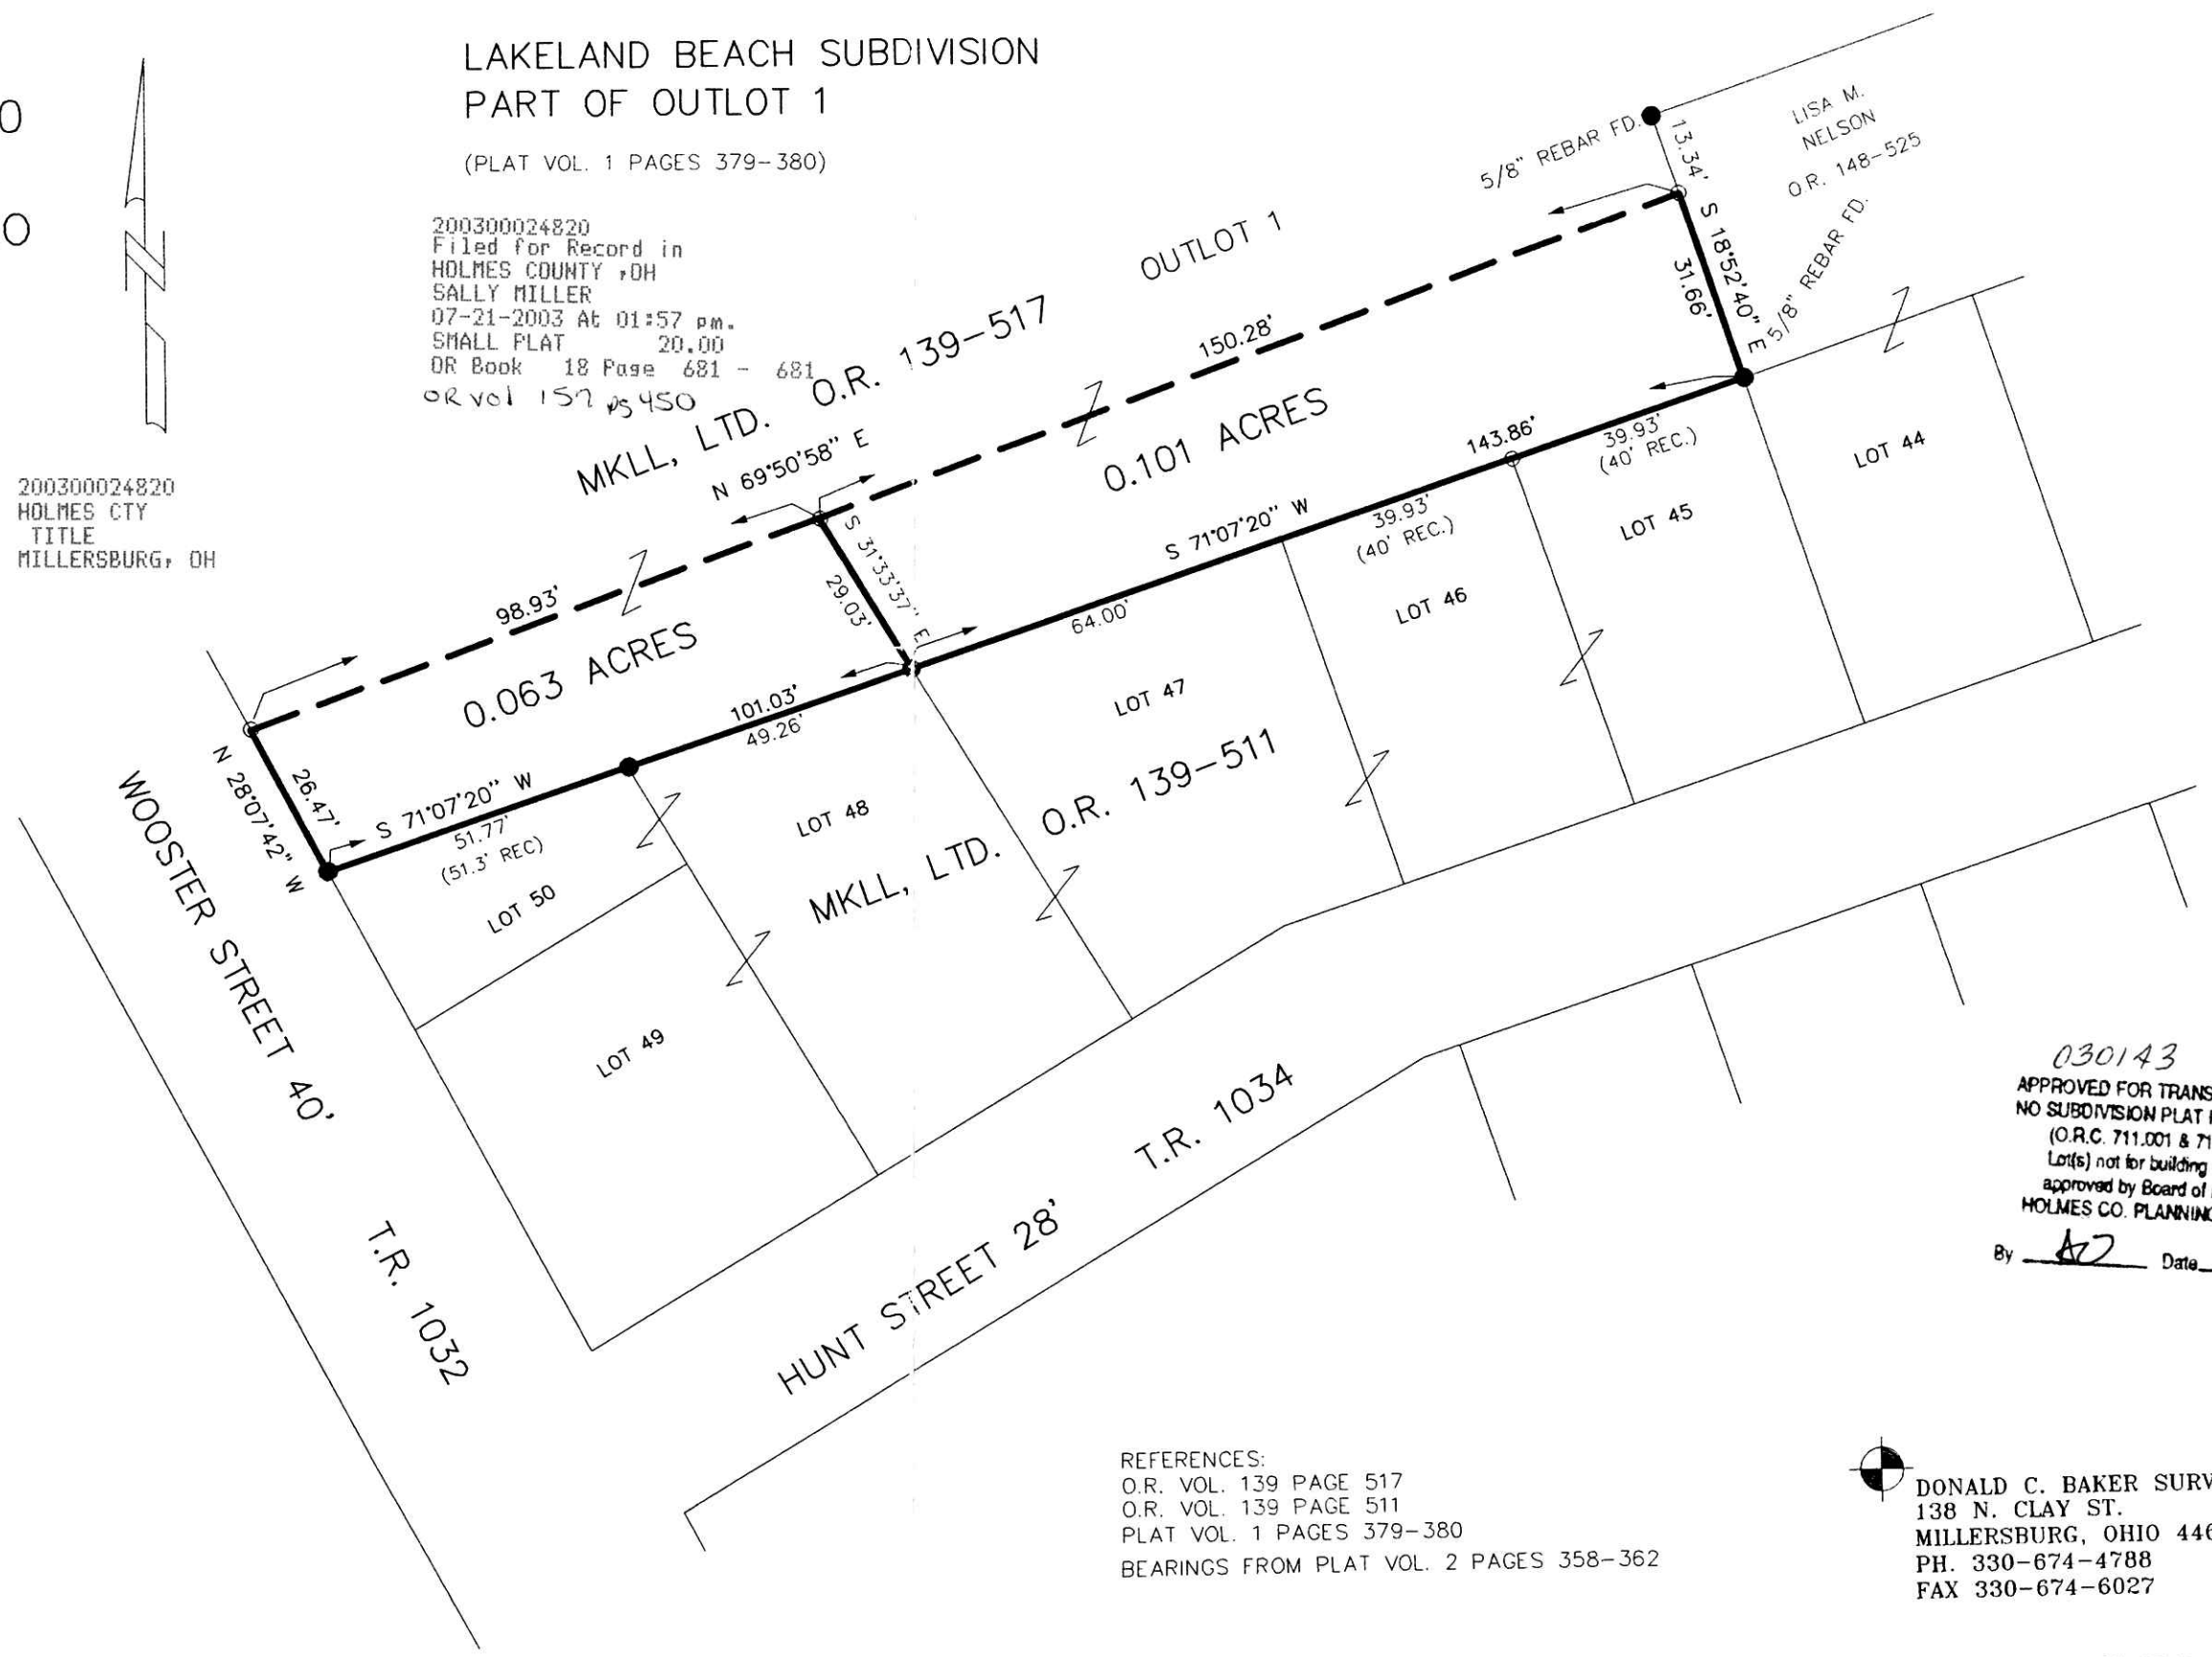 LAKELAND BEACH SUBDIVISION
PART OF OUTLOT 1
(PLAT VOL. 1 PAGES 379-380)
200300024820
Filed for Record in
HOLMES COUNTY ,OH
SALLY MILLER
07-21-2003 At 01:57 pm.
SMALL PLAT 20.00
OR Book 18 Page 681 - 681
OR Vol 157 pg 450
200300024820
HOLMES CTY
TITLE
MILLERSBURG, OH
5/8" REBAR FD.
13.34'
LISA M.
NELSON
O.R. 148-525
S 18°52'40" E
31.66'
5/8" REBAR FD.
OUTLOT 1
MKLL, LTD. O.R. 139-517
150.28'
N 69°50'58" E
0.101 ACRES
143.86'
39.93'
(40' REC.)
LOT 44
S 71°07'20" W
39.93'
(40' REC.)
LOT 45
LOT 46
64.00'
S 31°33'37" E
29.03'
98.93'
0.063 ACRES
101.03'
49.26'
LOT 47
N 28°07'42" W
26.47'
S 71°07'20" W
51.77'
(51.3' REC)
LOT 50
LOT 48
MKLL, LTD. O.R. 139-511
LOT 49
WOOSTER STREET 40'
T.R. 1032
HUNT STREET 28'
T.R. 1034
030143
APPROVED FOR TRANS
NO SUBDIVISION PLAT
(O.R.C. 711.001 & 71
Lot(s) not for building
approved by Board of
HOLMES CO. PLANNING
By Date
REFERENCES:
O.R. VOL. 139 PAGE 517
O.R. VOL. 139 PAGE 511
PLAT VOL. 1 PAGES 379-380
BEARINGS FROM PLAT VOL. 2 PAGES 358-362
DONALD C. BAKER SURV
138 N. CLAY ST.
MILLERSBURG, OHIO 446
PH. 330-674-4788
FAX 330-674-6027